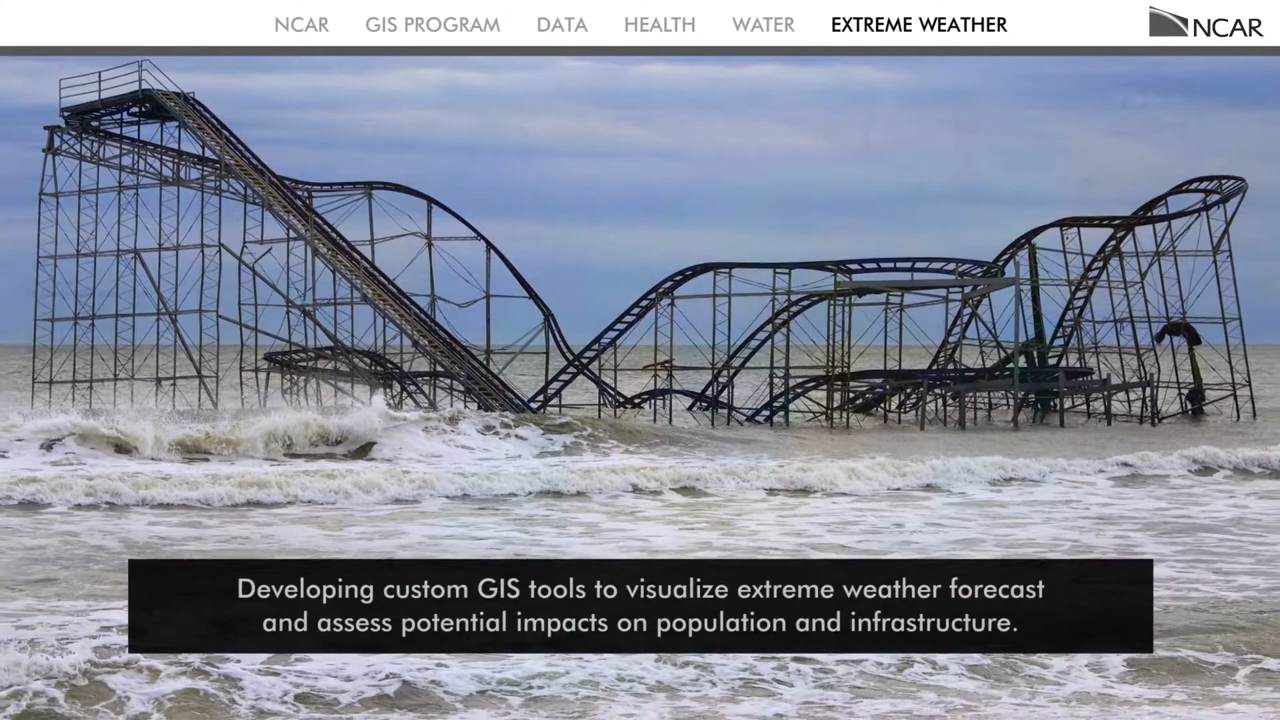 NCAR GIS PROGRAM DATA HEALTH WATER EXTREME WEATHER NCAR
Developing custom GIS tools to visualize extreme weather forecast
and assess potential impacts on population and infrastructure.